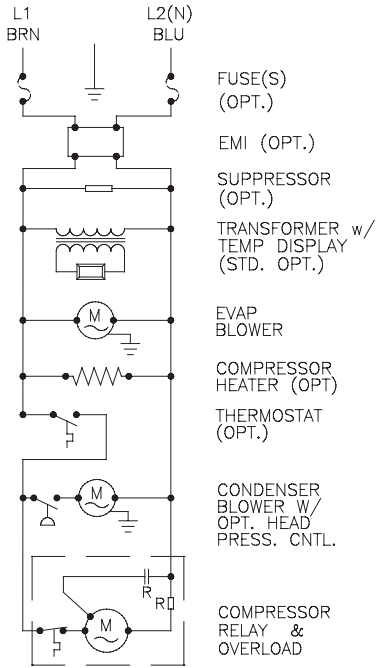 L1 L2(N)
BRN BLU
FUSE(S)
(OPT.)
EMI (OPT.)
SUPPRESSOR
(OPT.)
TRANSFORMER w/
TEMP DISPLAY
(STD. OPT.)
M
EVAP
BLOWER
COMPRESSOR
HEATER (OPT)
THERMOSTAT
(OPT.)
M
CONDENSER
BLOWER W/
OPT. HEAD
PRESS. CNTL.
R
R
M
COMPRESSOR
RELAY &
OVERLOAD